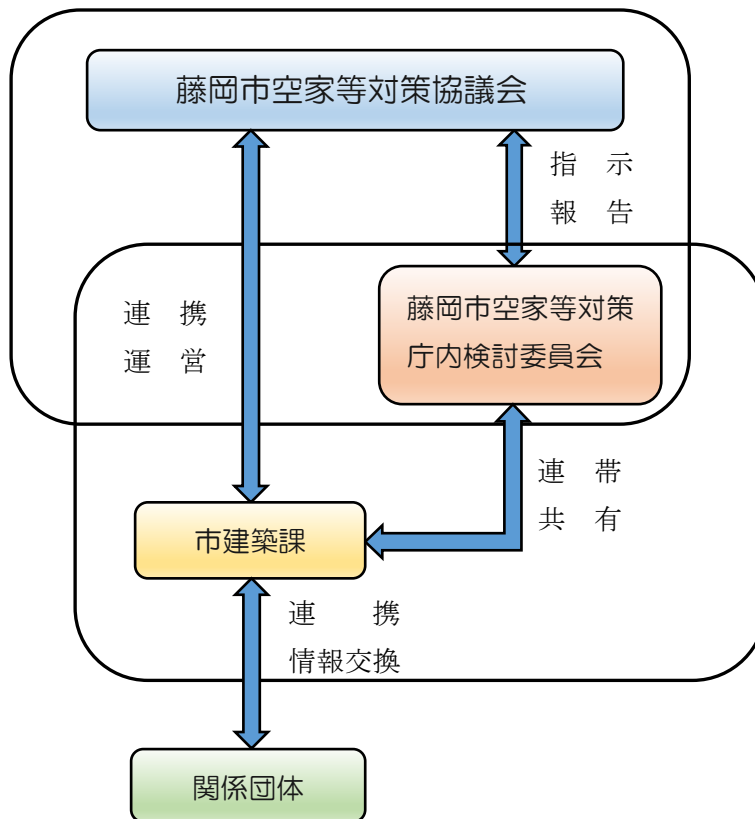 藤岡市空家等対策協議会
指　示
報　告
藤岡市空家等対策
庁内検討委員会
連　携
運　営
連　帯
共　有
市建築課
連　　携
情報交換
関係団体